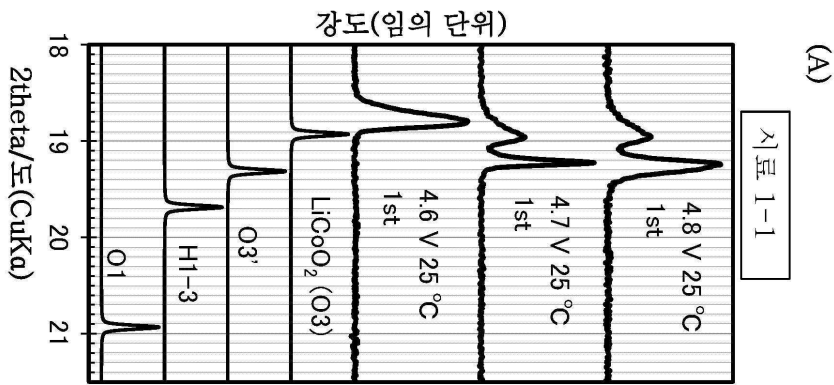 (A)
시료 1-1
4.8 V 25 ℃
1st
4.7 V 25 ℃
1st
4.6 V 25 ℃
1st
LiCoO₂ (O3)
O3'
H1-3
O1
강도(임의 단위)
18
19
20
21
2theta/도(CuKα)